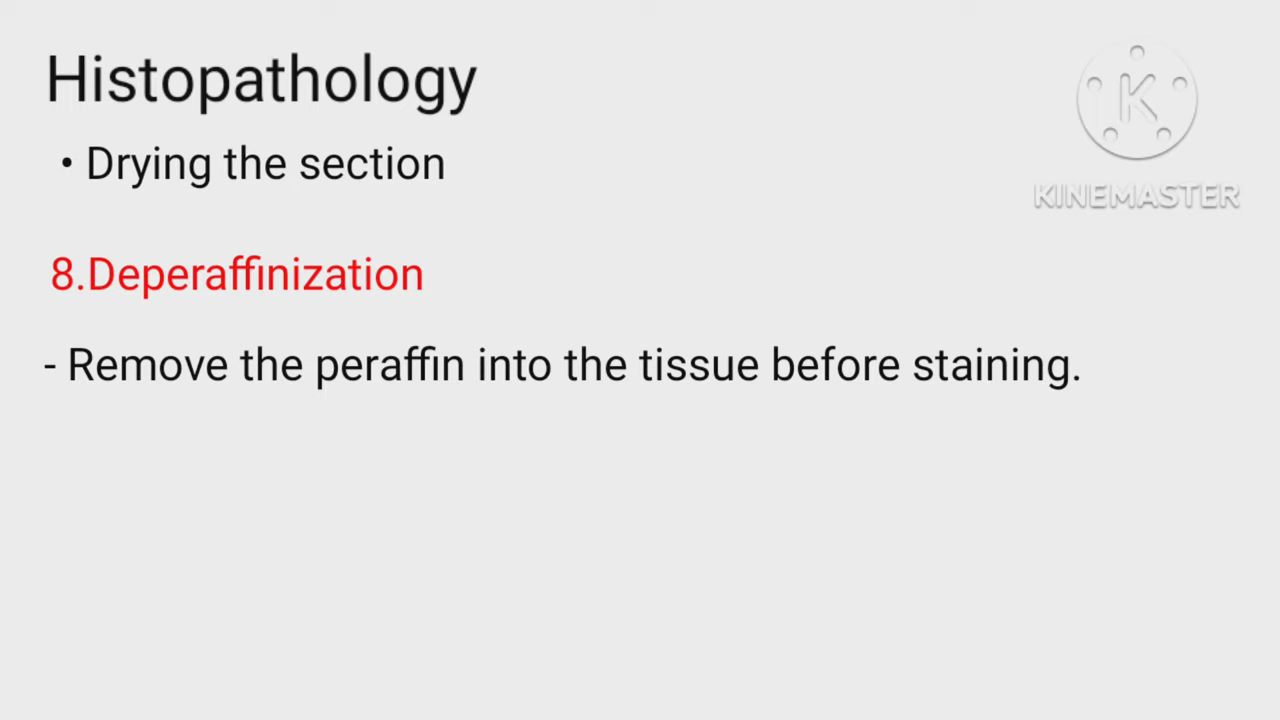 Histopathology
• Drying the section
8.Deperaffinization
- Remove the peraffin into the tissue before staining.
K
KINEMASTER